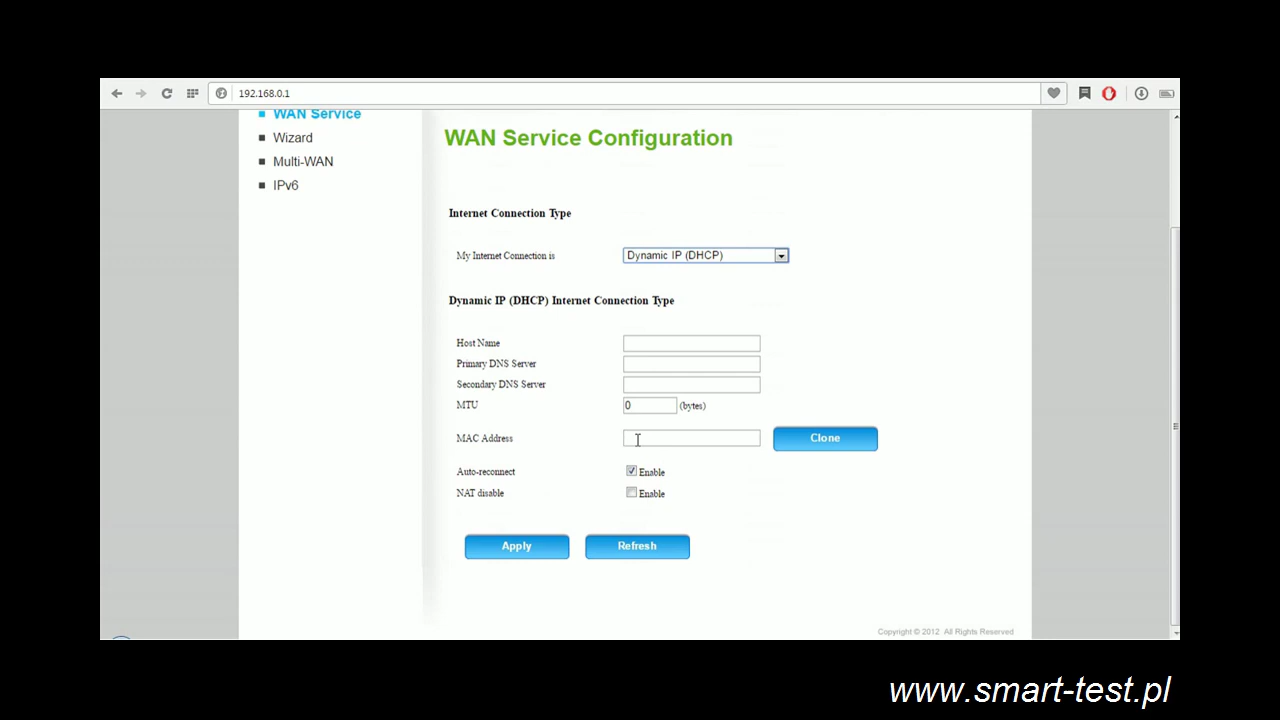 192.168.0.1
WAN Service
Wizard
Multi-WAN
IPv6
WAN Service Configuration
Internet Connection Type
My Internet Connection is Dynamic IP (DHCP)
Dynamic IP (DHCP) Internet Connection Type
Host Name
Primary DNS Server
Secondary DNS Server
MTU 0 (bytes)
MAC Address Clone
Auto-reconnect Enable
NAT disable Enable
Apply Refresh
Copyright © 2012 All Rights Reserved
www.smart-test.pl